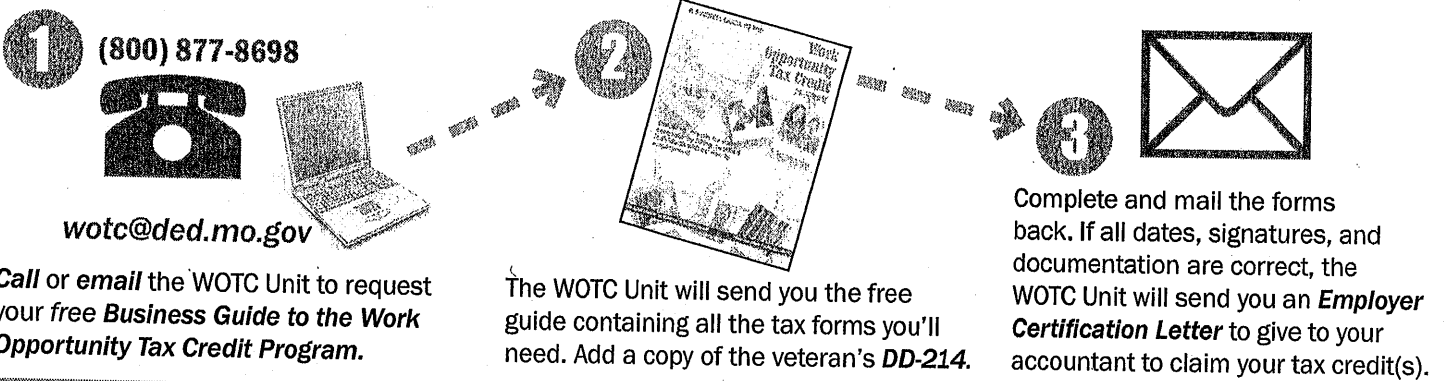 1
(800) 877-8698
wotc@ded.mo.gov
Call or email the WOTC Unit to request
your free Business Guide to the Work
Opportunity Tax Credit Program.
2
Work
Opportunity
Tax Credit
The WOTC Unit will send you the free
guide containing all the tax forms you'll
need. Add a copy of the veteran's DD-214.
3
Complete and mail the forms
back. If all dates, signatures, and
documentation are correct, the
WOTC Unit will send you an Employer
Certification Letter to give to your
accountant to claim your tax credit(s).